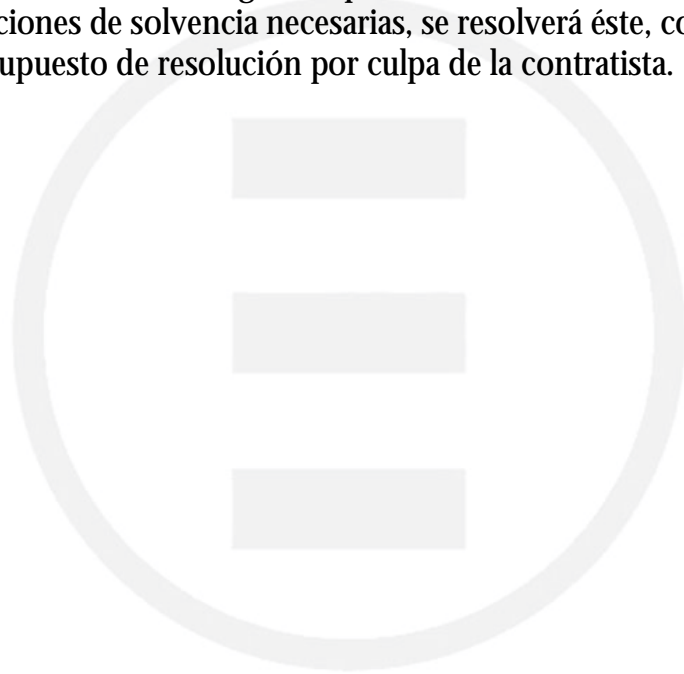 ciones de solvencia necesarias, se resolverá éste, co
upuesto de resolución por culpa de la contratista.